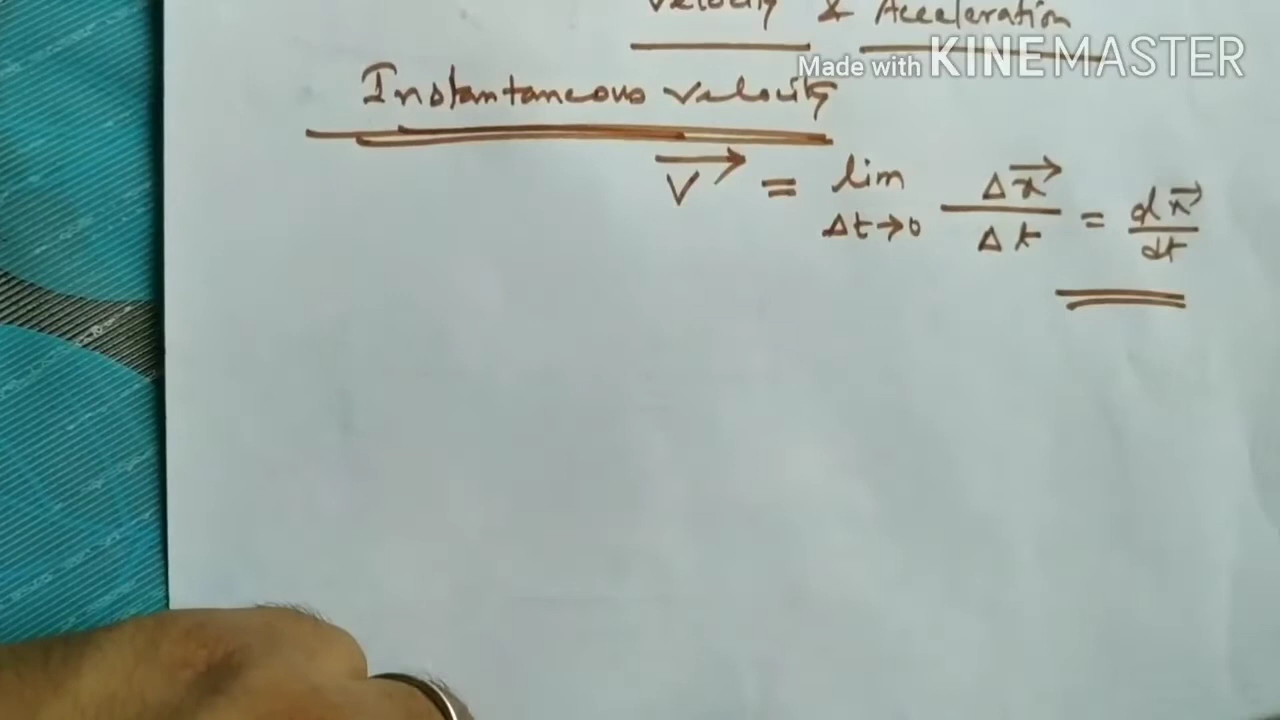 Velocity & Acceleration
Made with KINEMASTER
Instantaneous velocity
V⃗ = lim Δt→0 Δx⃗/Δt = dx⃗/dt